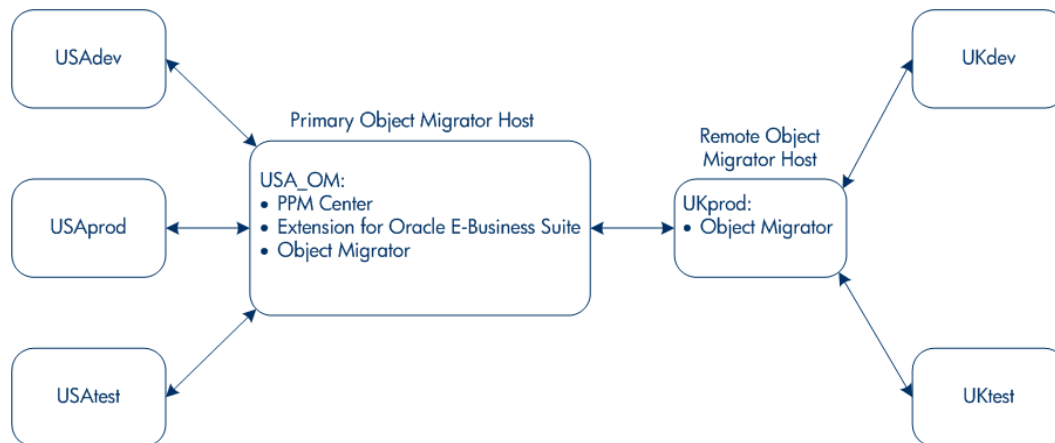 USAdev
USAprod
USAtest
Primary Object Migrator Host
USA_OM:
• PPM Center
• Extension for Oracle E-Business Suite
• Object Migrator
Remote Object
Migrator Host
UKprod:
• Object Migrator
UKdev
UKtest